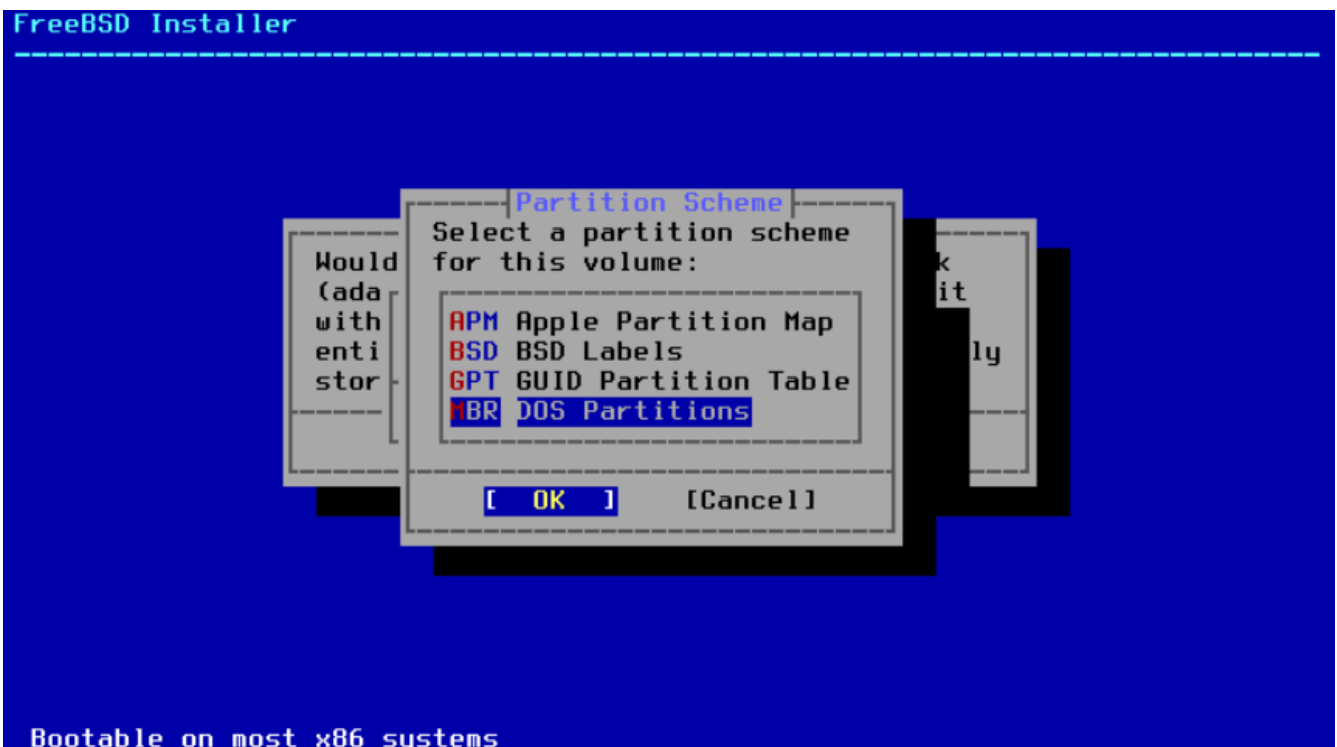 FreeBSD Installer
Partition Scheme
Select a partition scheme
for this volume:
APM Apple Partition Map
BSD BSD Labels
GPT GUID Partition Table
MBR DOS Partitions
[ OK ] [Cancel]
Would
(ada
with
enti
stor
k
it
ly
Bootable on most x86 systems